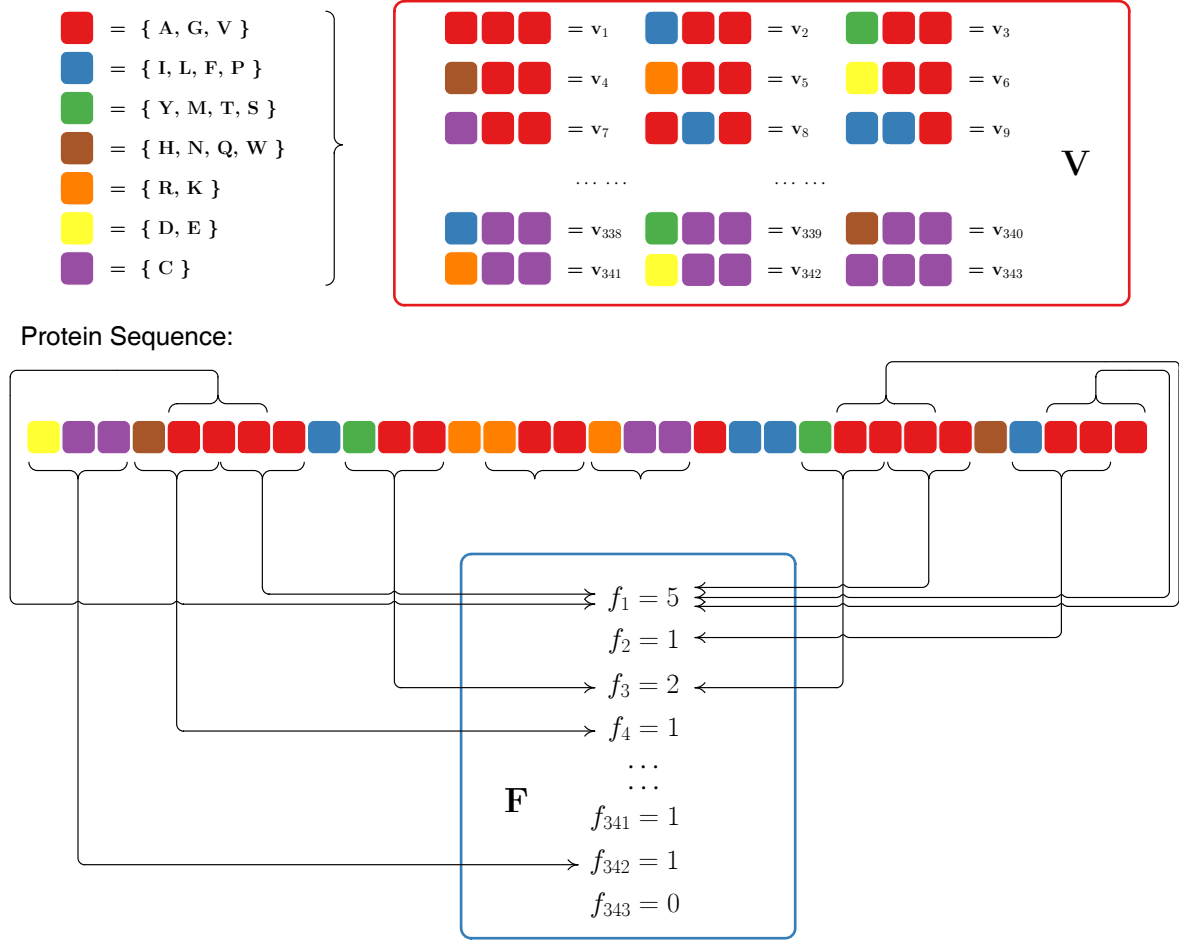 = { A, G, V }
= { I, L, F, P }
= { Y, M, T, S }
= { H, N, Q, W }
= { R, K }
= { D, E }
= { C }
= v₁ = v₂ = v₃
= v₄ = v₅ = v₆
= v₇ = v₈ = v₉
V
... ... ... ...
= v₃₃₈ = v₃₃₉ = v₃₄₀
= v₃₄₁ = v₃₄₂ = v₃₄₃
Protein Sequence:
f₁ = 5
f₂ = 1
f₃ = 2
f₄ = 1
...
...
F
f₃₄₁ = 1
f₃₄₂ = 1
f₃₄₃ = 0